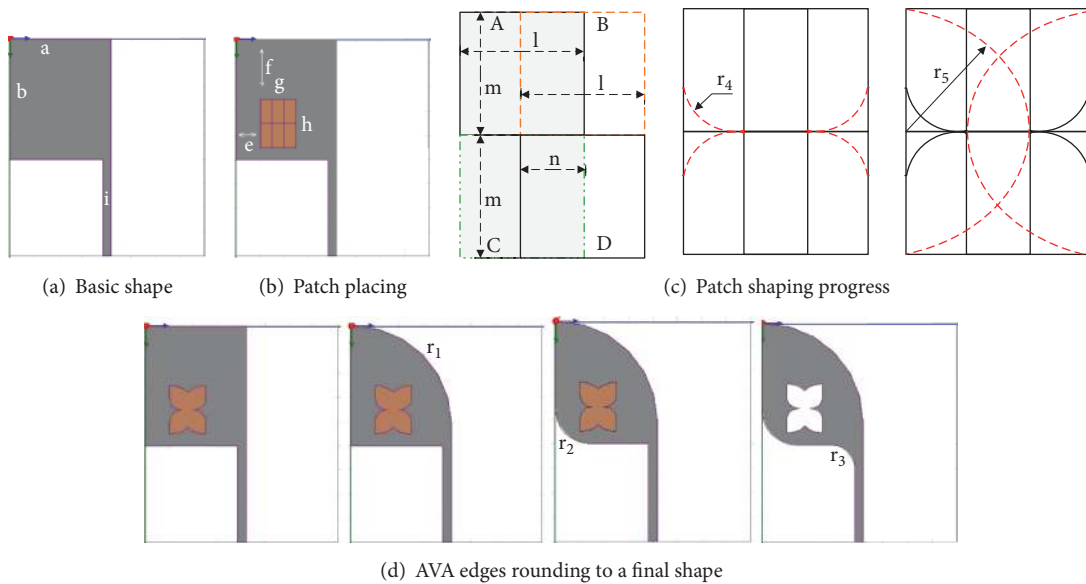 a
b
i
f
g
h
e
A
B
l
m
l
n
m
C
D
r4
r5
(a) Basic shape
(b) Patch placing
(c) Patch shaping progress
r1
r2
r3
(d) AVA edges rounding to a final shape